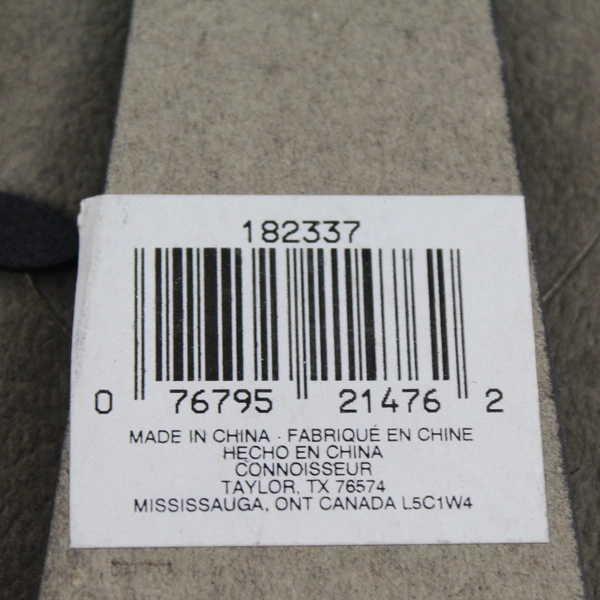 182337
0 76795 21476 2
MADE IN CHINA - FABRIQUÉ EN CHINE
HECHO EN CHINA
CONNOISSEUR
TAYLOR, TX 76574
MISSISSAUGA, ONT CANADA L5C1W4